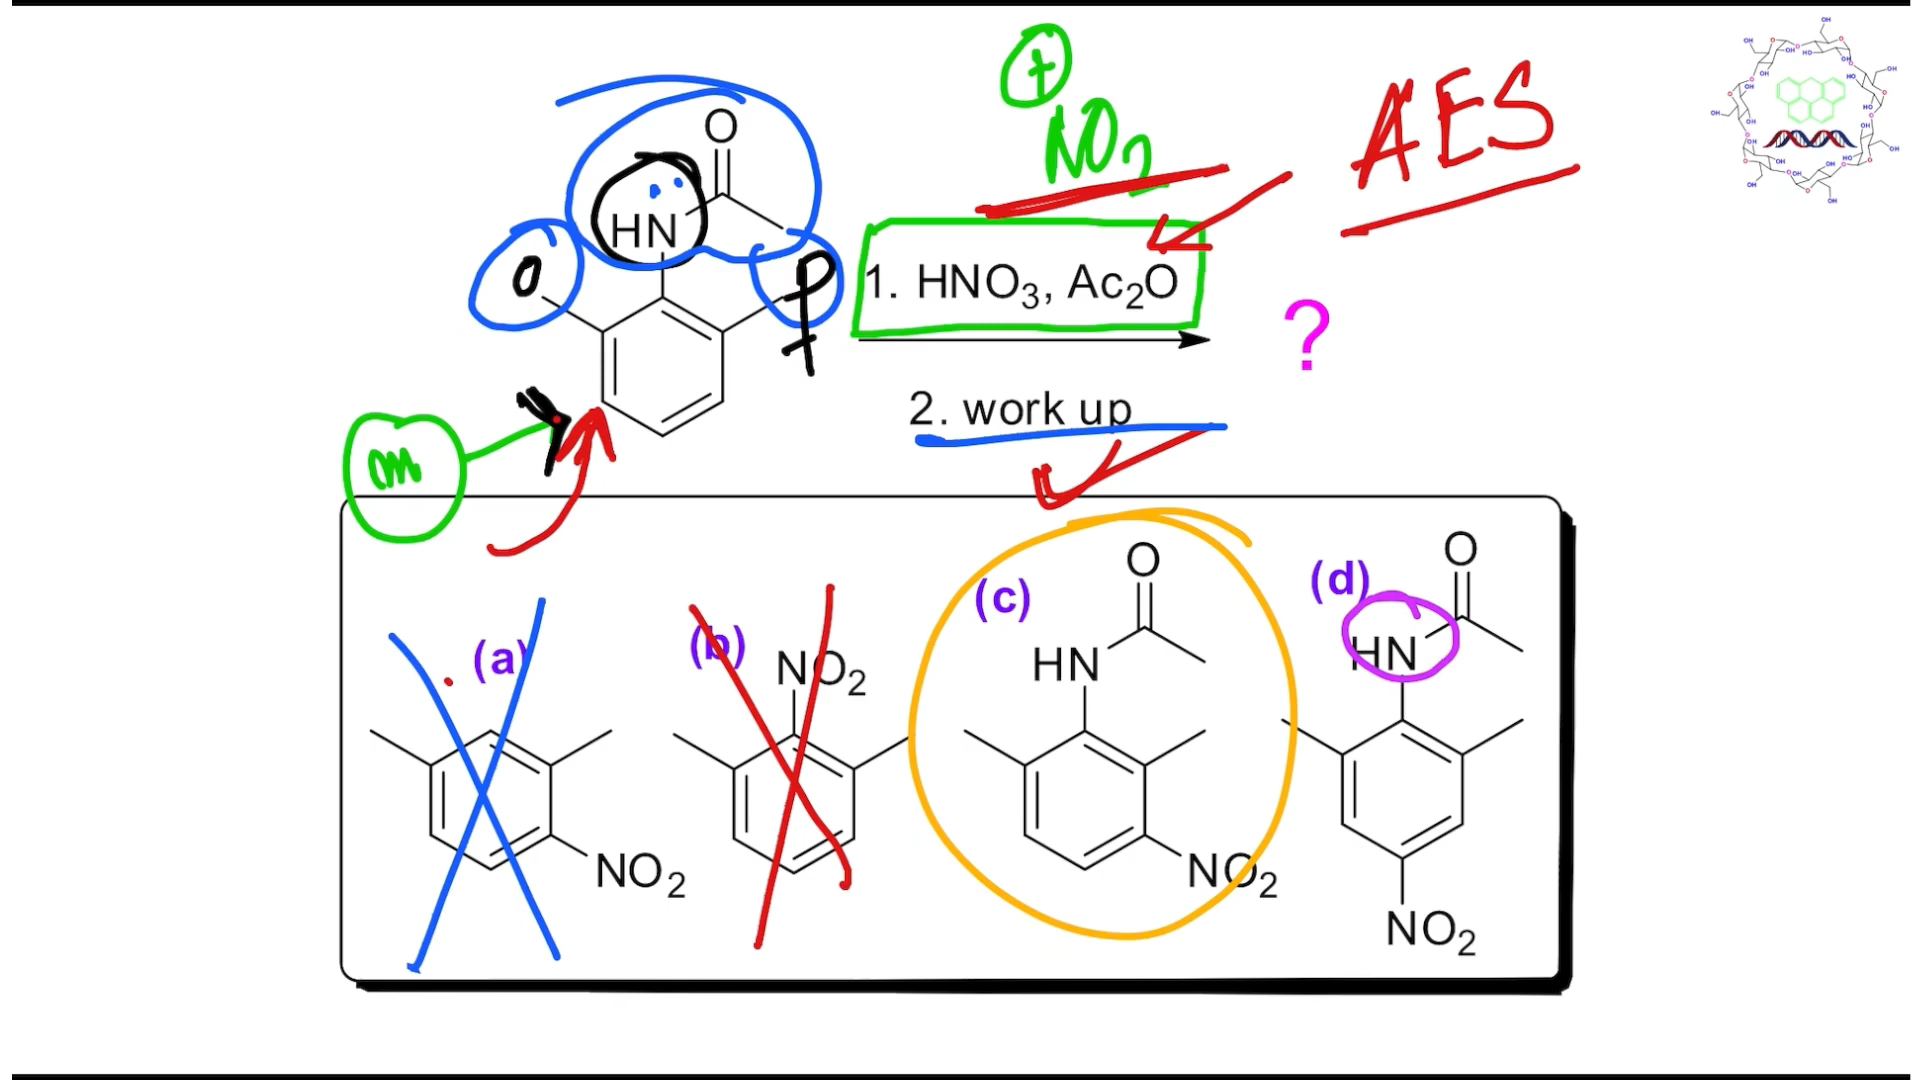 ⊕
NO₂
AES
O
HN
O
P
1. HNO₃, Ac₂O
?
2. work up
m
(a)
NO₂
(b)
NO₂
(c)
O
HN
NO₂
(d)
O
HN
NO₂